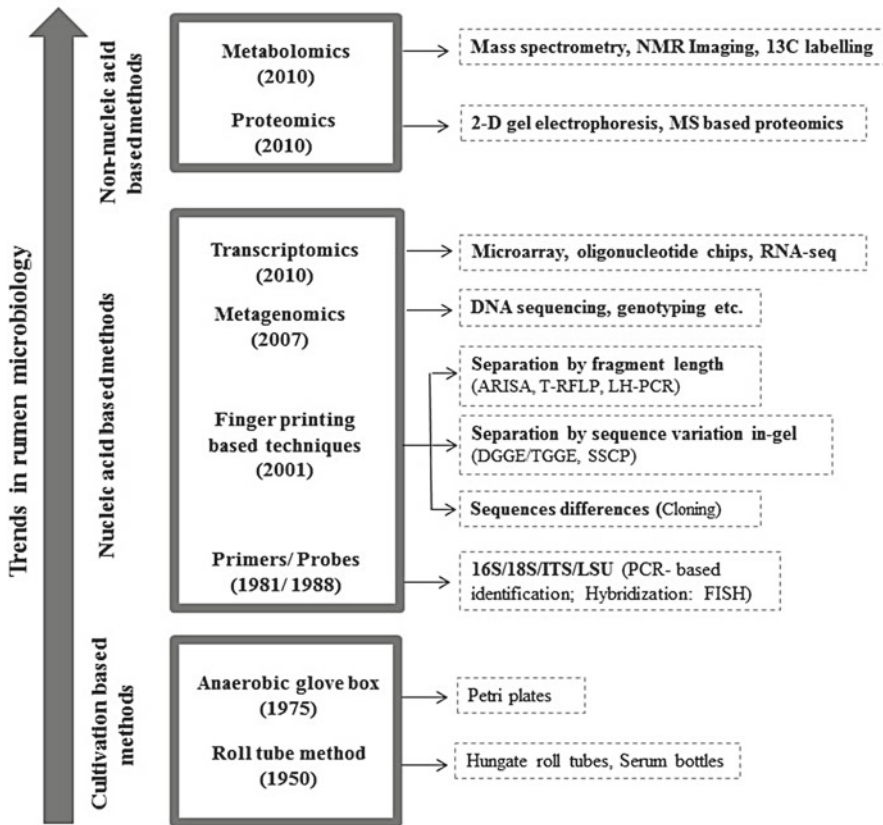 Trends in rumen microbiology
Non-nucleic acid
based methods
Metabolomics
(2010)
Mass spectrometry, NMR Imaging, 13C labelling
Proteomics
(2010)
2-D gel electrophoresis, MS based proteomics
Nucleic acid based methods
Transcriptomics
(2010)
Microarray, oligonucleotide chips, RNA-seq
Metagenomics
(2007)
DNA sequencing, genotyping etc.
Finger printing
based techniques
(2001)
Separation by fragment length
(ARISA, T-RFLP, LH-PCR)
Separation by sequence variation in-gel
(DGGE/TGGE, SSCP)
Sequences differences (Cloning)
Primers/ Probes
(1981/ 1988)
16S/18S/ITS/LSU (PCR- based
identification; Hybridization: FISH)
Cultivation based
methods
Anaerobic glove box
(1975)
Petri plates
Roll tube method
(1950)
Hungate roll tubes, Serum bottles